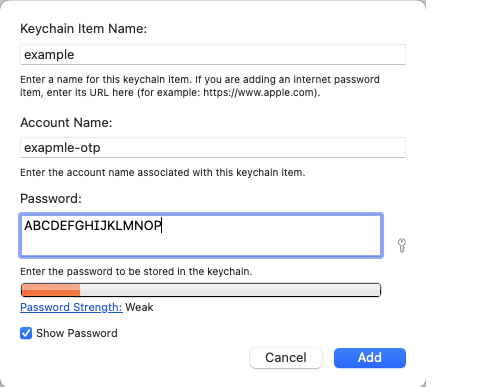 Keychain Item Name:
example
Enter a name for this keychain item. If you are adding an internet password
item, enter its URL here (for example: https://www.apple.com).
Account Name:
exapmle-otp
Enter the account name associated with this keychain item.
Password:
ABCDEFGHIJKLMNOP
Enter the password to be stored in the keychain.
Password Strength: Weak
Show Password
Cancel Add